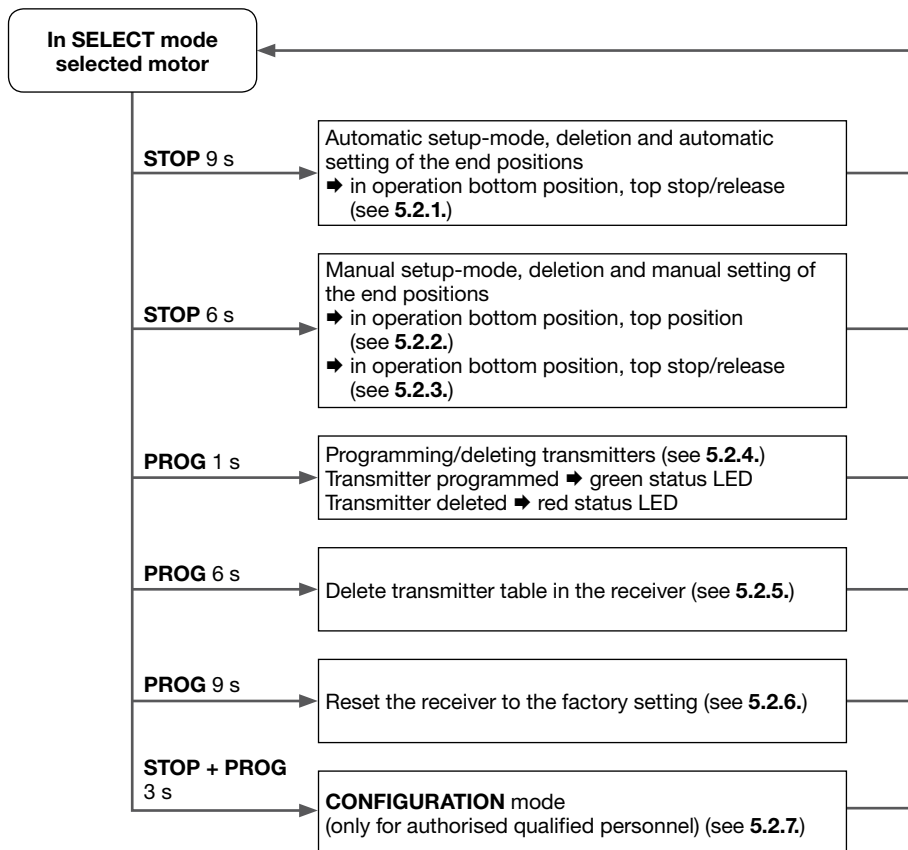 In SELECT mode
selected motor
STOP 9 s
Automatic setup-mode, deletion and automatic
setting of the end positions
➡ in operation bottom position, top stop/release
(see 5.2.1.)
STOP 6 s
Manual setup-mode, deletion and manual setting of
the end positions
➡ in operation bottom position, top position
(see 5.2.2.)
➡ in operation bottom position, top stop/release
(see 5.2.3.)
PROG 1 s
Programming/deleting transmitters (see 5.2.4.)
Transmitter programmed ➡ green status LED
Transmitter deleted ➡ red status LED
PROG 6 s
Delete transmitter table in the receiver (see 5.2.5.)
PROG 9 s
Reset the receiver to the factory setting (see 5.2.6.)
STOP + PROG
3 s
CONFIGURATION mode
(only for authorised qualified personnel) (see 5.2.7.)